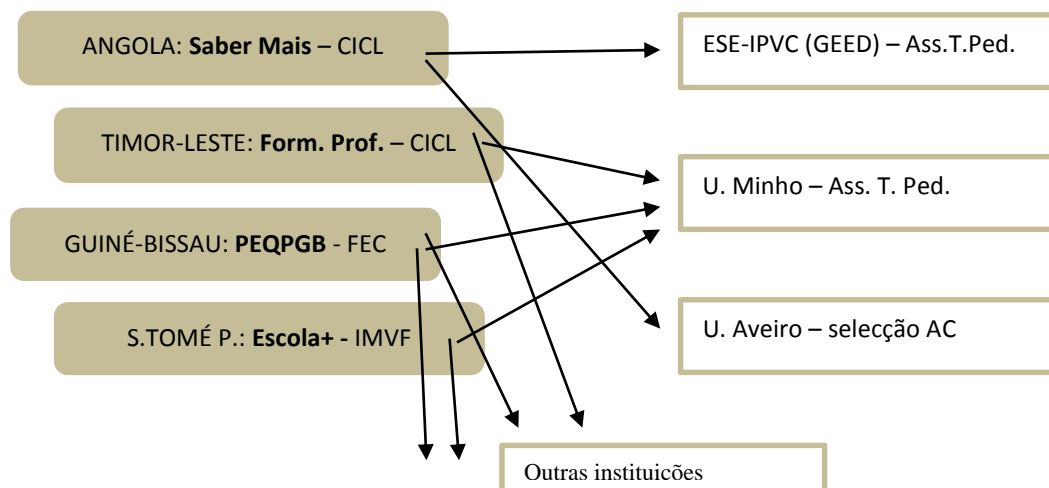 ANGOLA: Saber Mais – CICL
TIMOR-LESTE: Form. Prof. – CICL
GUINÉ-BISSAU: PEQPGB - FEC
S.TOMÉ P.: Escola+ - IMVF
ESE-IPVC (GEED) – Ass.T.Ped.
U. Minho – Ass. T. Ped.
U. Aveiro – selecção AC
Outras instituicões